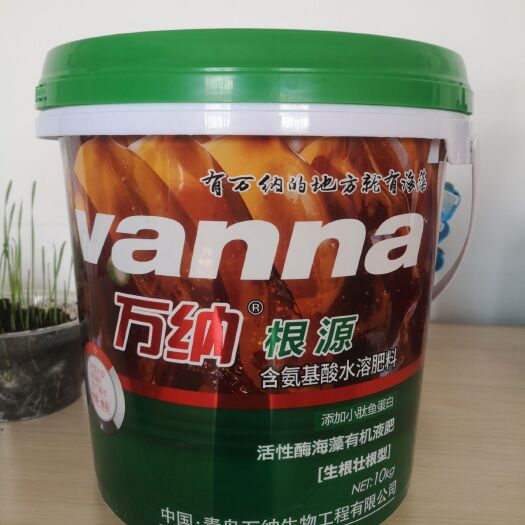 有万纳的地方就有海藻
vanna
万纳® 根源
含氨基酸水溶肥料
添加小肽鱼蛋白
活性酶海藻有机液肥
[生根壮根型]
NET:10kg
中国·青岛万纳生物工程有限公司